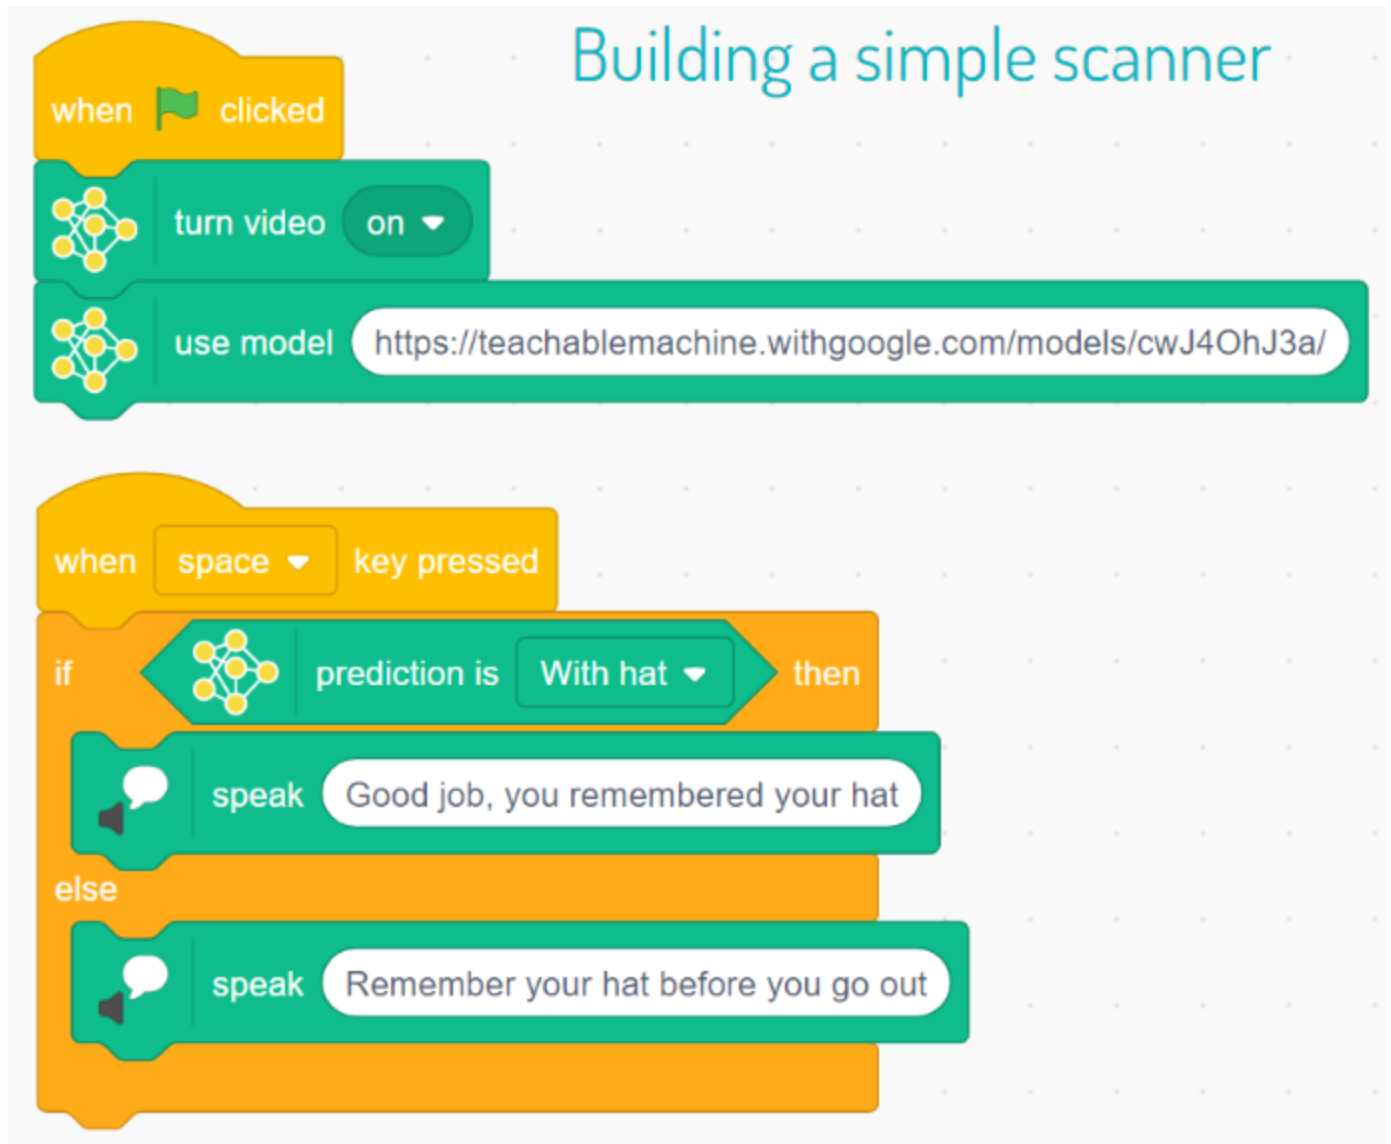 Building a simple scanner
when clicked
turn video on
use model https://teachablemachine.withgoogle.com/models/cwJ4OhJ3a/
when space key pressed
if prediction is With hat then
speak Good job, you remembered your hat
else
speak Remember your hat before you go out